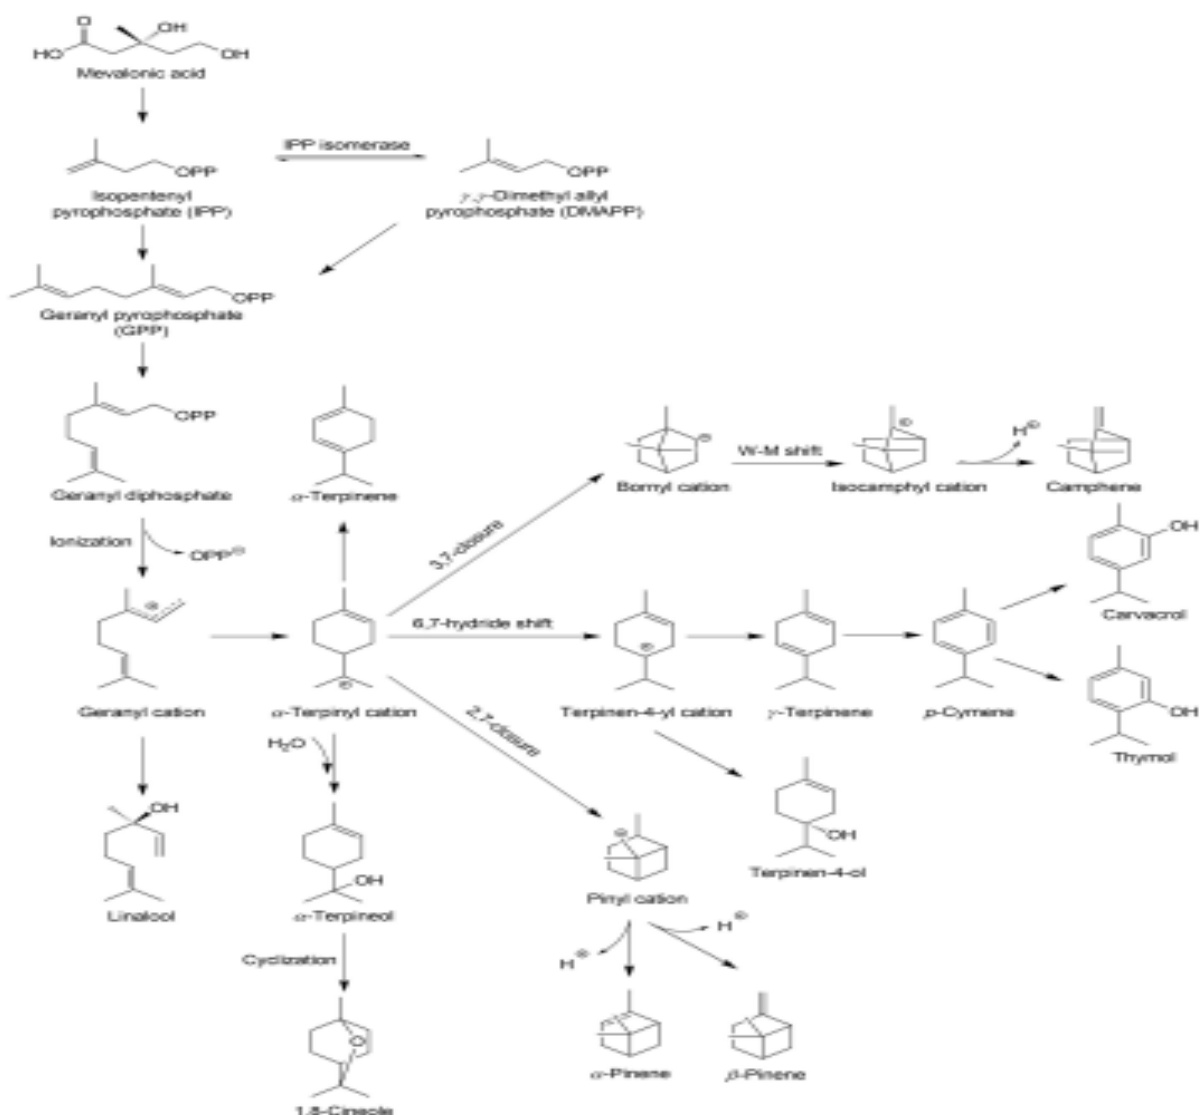 O
OH
HO
OH
Mevalonic acid
IPP isomerase
OPP
OPP
Isopentenyl
pyrophosphate (IPP)
γ,γ-Dimethyl allyl
pyrophosphate (DMAPP)
OPP
Geranyl pyrophosphate
(GPP)
OPP
Geranyl diphosphate
α-Terpinene
⊕
W-M shift
⊕
H⊕
Bornyl cation
Isocamphyl cation
Camphene
Ionization
OPP⊖
3,7-closure
OH
Carvacrol
⊕
6,7-hydride shift
⊕
⊕
Geranyl cation
α-Terpinyl cation
Terpinen-4-yl cation
γ-Terpinene
p-Cymene
OH
Thymol
H₂O
2,7-closure
OH
OH
Terpinen-4-ol
⊕
OH
Linalool
α-Terpineol
Pinyl cation
Cyclization
H⊕
H⊕
O
α-Pinene
β-Pinene
1,8-Cineole